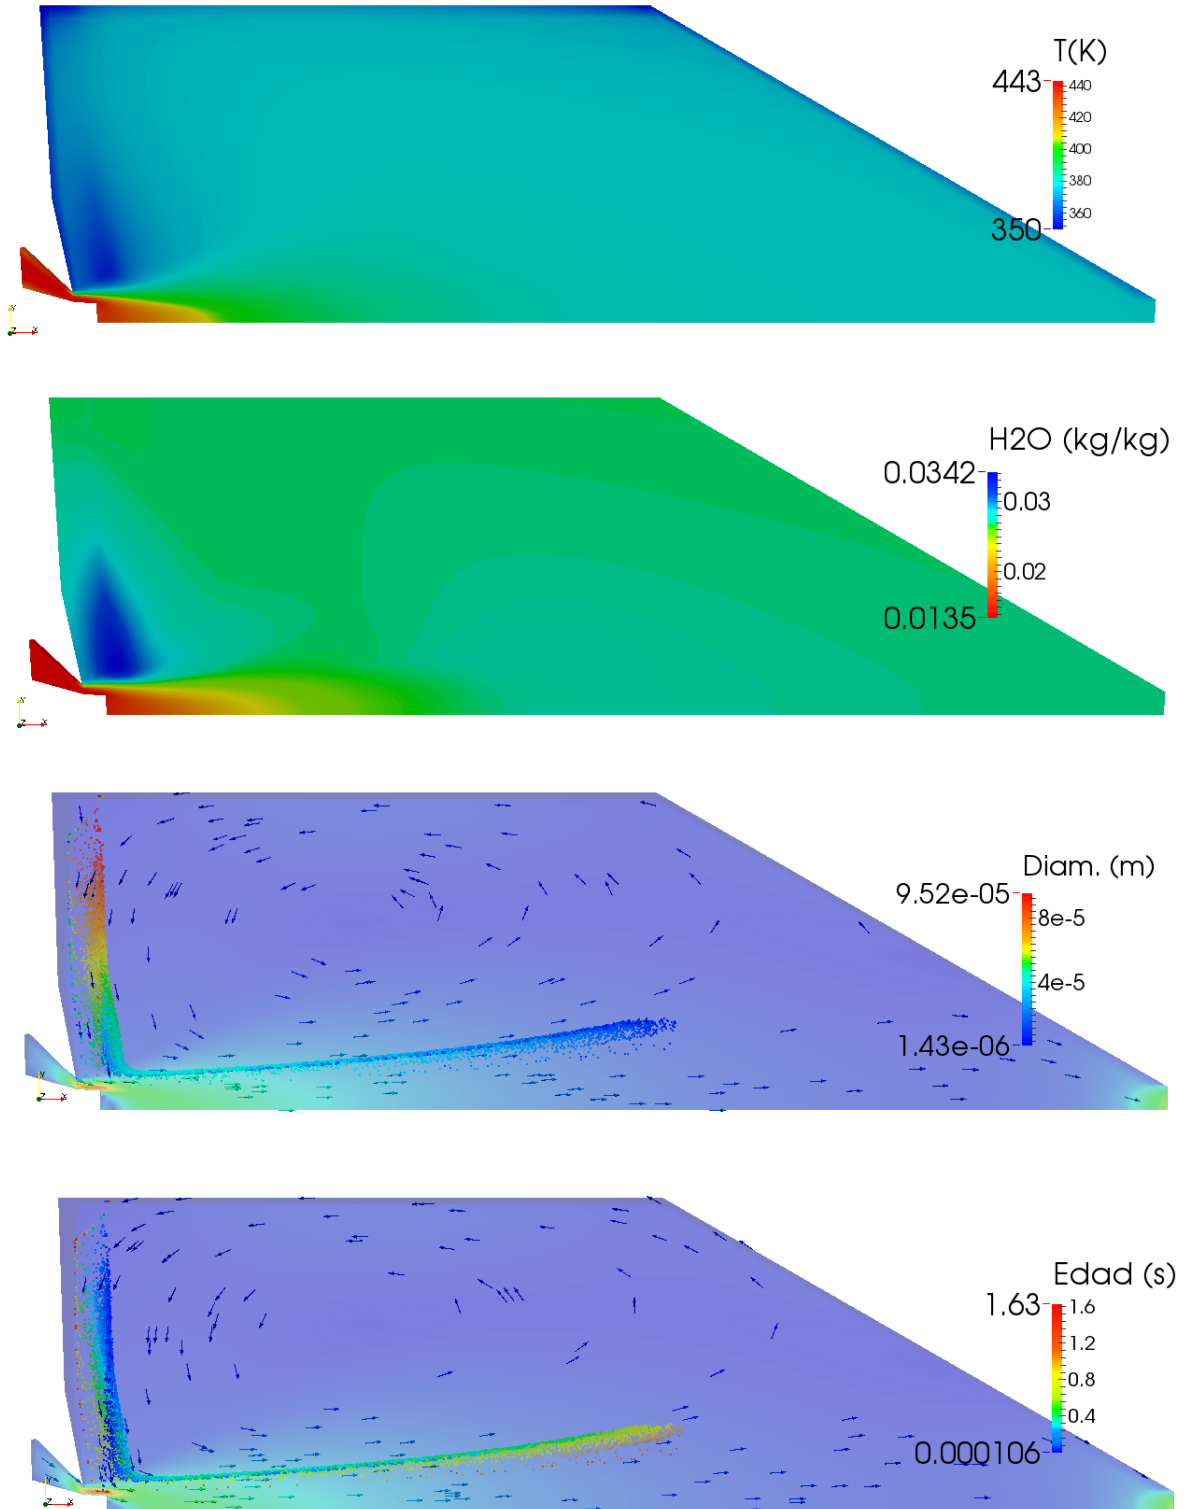 T(K)
443
440
420
400
380
360
350
Y
Z
X
H2O (kg/kg)
0.0342
0.03
0.02
0.0135
Y
Z
X
Diam. (m)
9.52e-05
8e-5
4e-5
1.43e-06
Y
Z
X
Edad (s)
1.63
1.6
1.2
0.8
0.4
0.000106
Y
Z
X